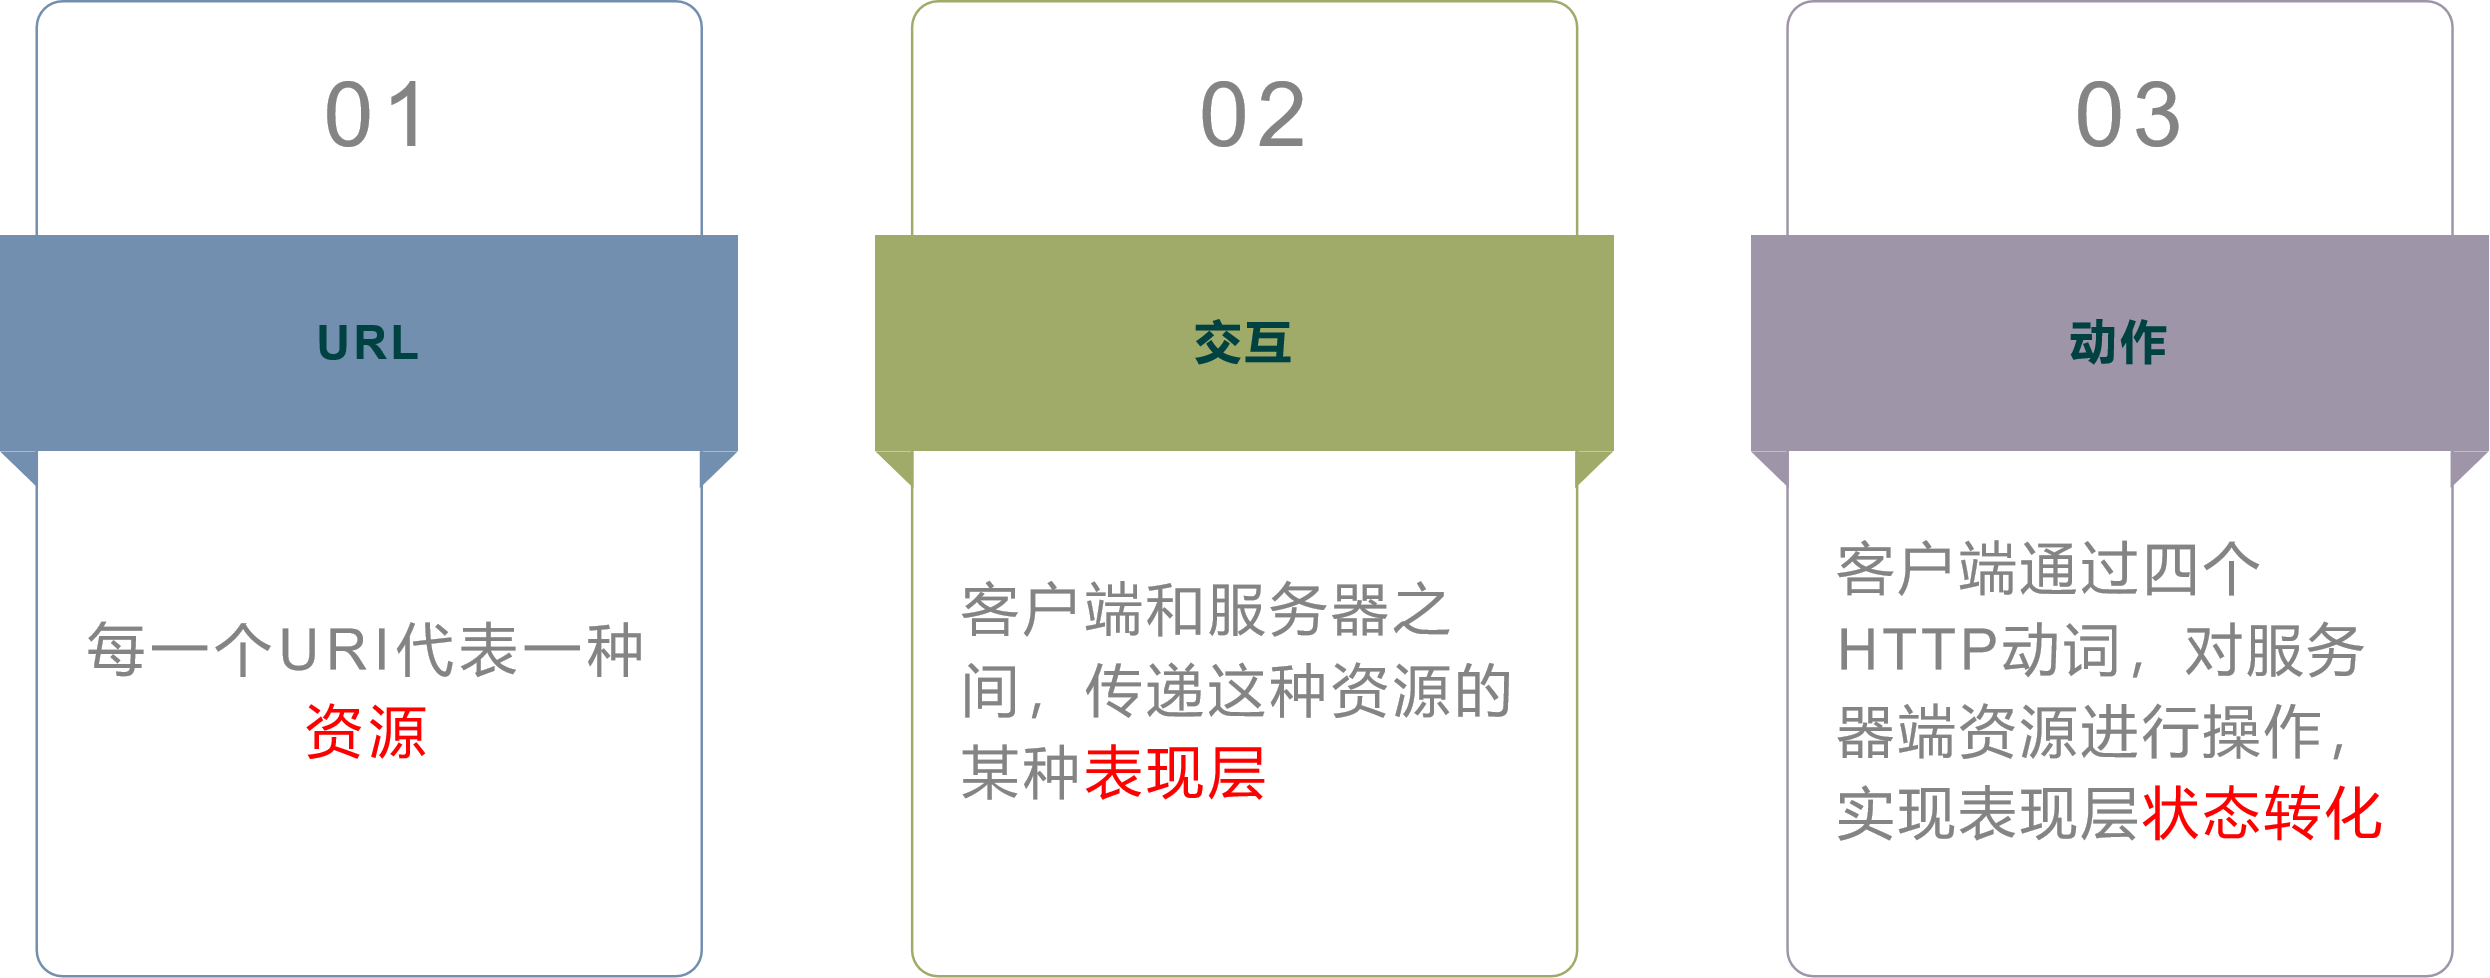 01
URL
每一个URI代表一种
资源
02
交互
客户端和服务器之
间，传递这种资源的
某种表现层
03
动作
客户端通过四个
HTTP动词，对服务
器端资源进行操作，
实现表现层状态转化